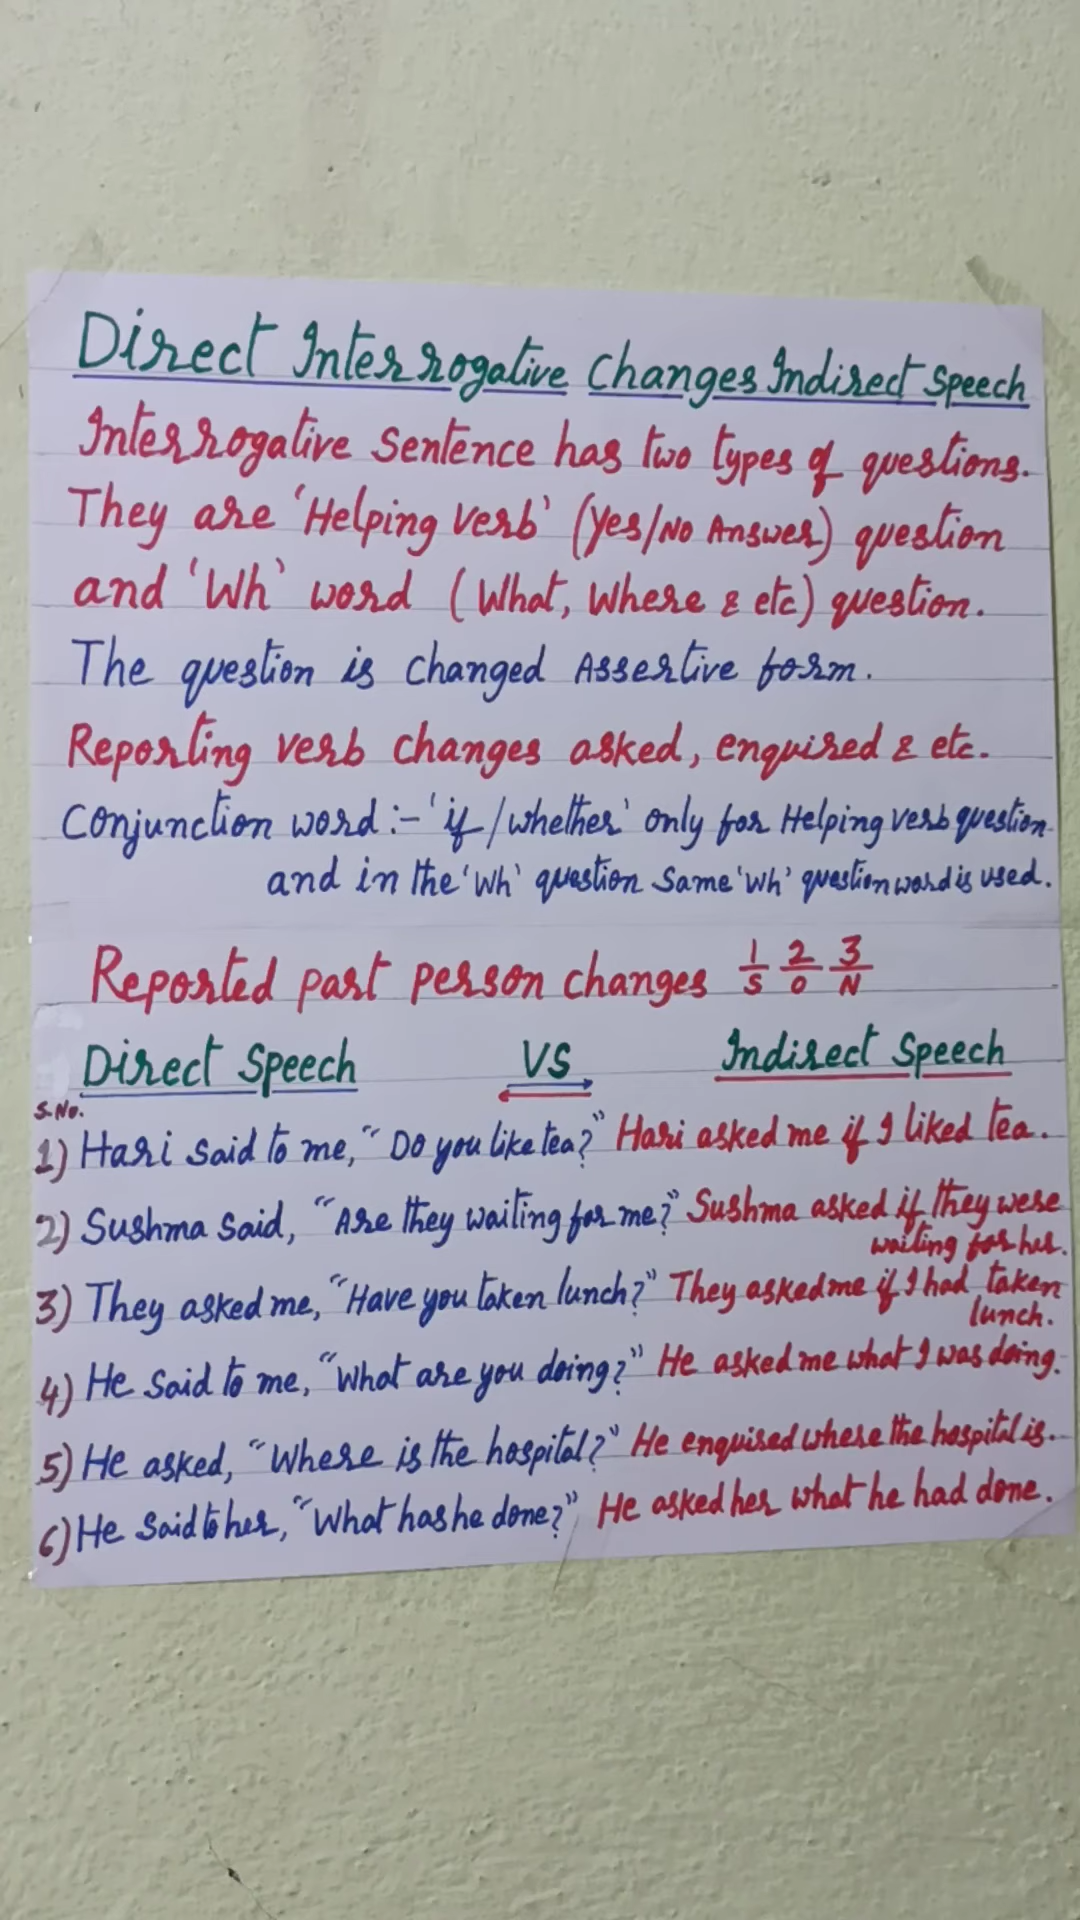 Direct Interrogative Changes Indirect Speech
Interrogative Sentence has two types of questions.
They are 'Helping verb' (Yes/No Answer) question
and 'Wh' word (What, Where & etc) question.
The question is Changed Assertive form.
Reporting verb changes asked, enquired & etc.
Conjunction word :- 'if/whether' only for Helping verb question
and in the 'Wh' question Same 'Wh' question word is used.
Reported part person changes 1/S 2/O 3/N
Direct Speech VS Indirect Speech
S.No.
1) Hari Said to me, "Do you like tea?" Hari asked me if I liked tea.
2) Sushma Said, "Are they waiting for me?" Sushma asked if they were
waiting for her.
3) They asked me, "Have you taken lunch?" They asked me if I had taken
lunch.
4) He Said to me, "What are you doing?" He asked me what I was doing.
5) He asked, "Where is the hospital?" He enquired where the hospital is.
6) He Said to her, "What has he done?" He asked her what he had done.